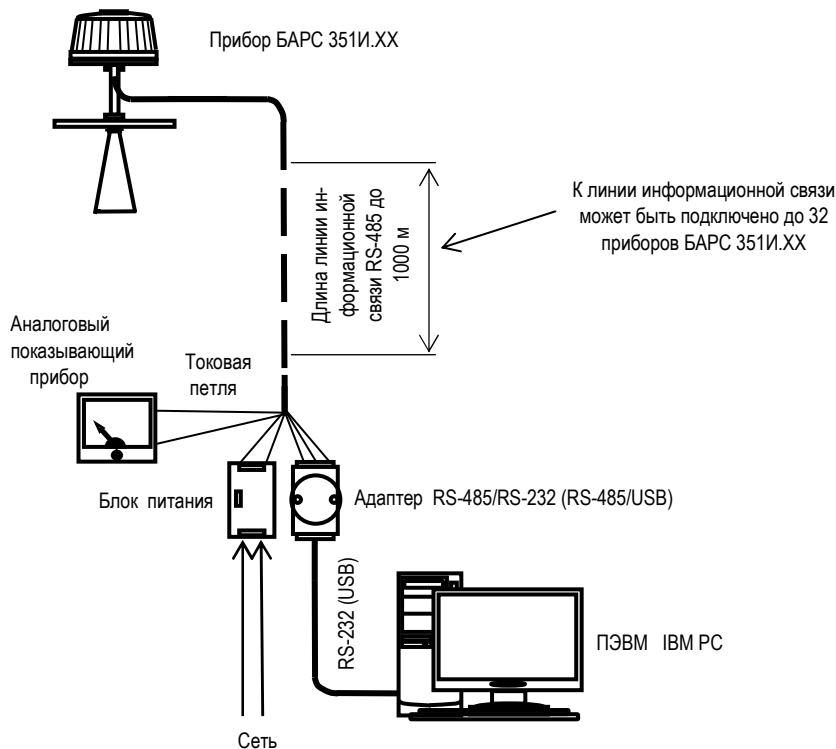 Прибор БАРС 351И.ХХ
Длина линии ин-
формационной
связи RS-485 до
1000 м
К линии информационной связи
может быть подключено до 32
приборов БАРС 351И.ХХ
Аналоговый
показывающий
прибор
Токовая
петля
Блок питания
Адаптер RS-485/RS-232 (RS-485/USB)
RS-232 (USB)
ПЭВМ IBM PC
Сеть